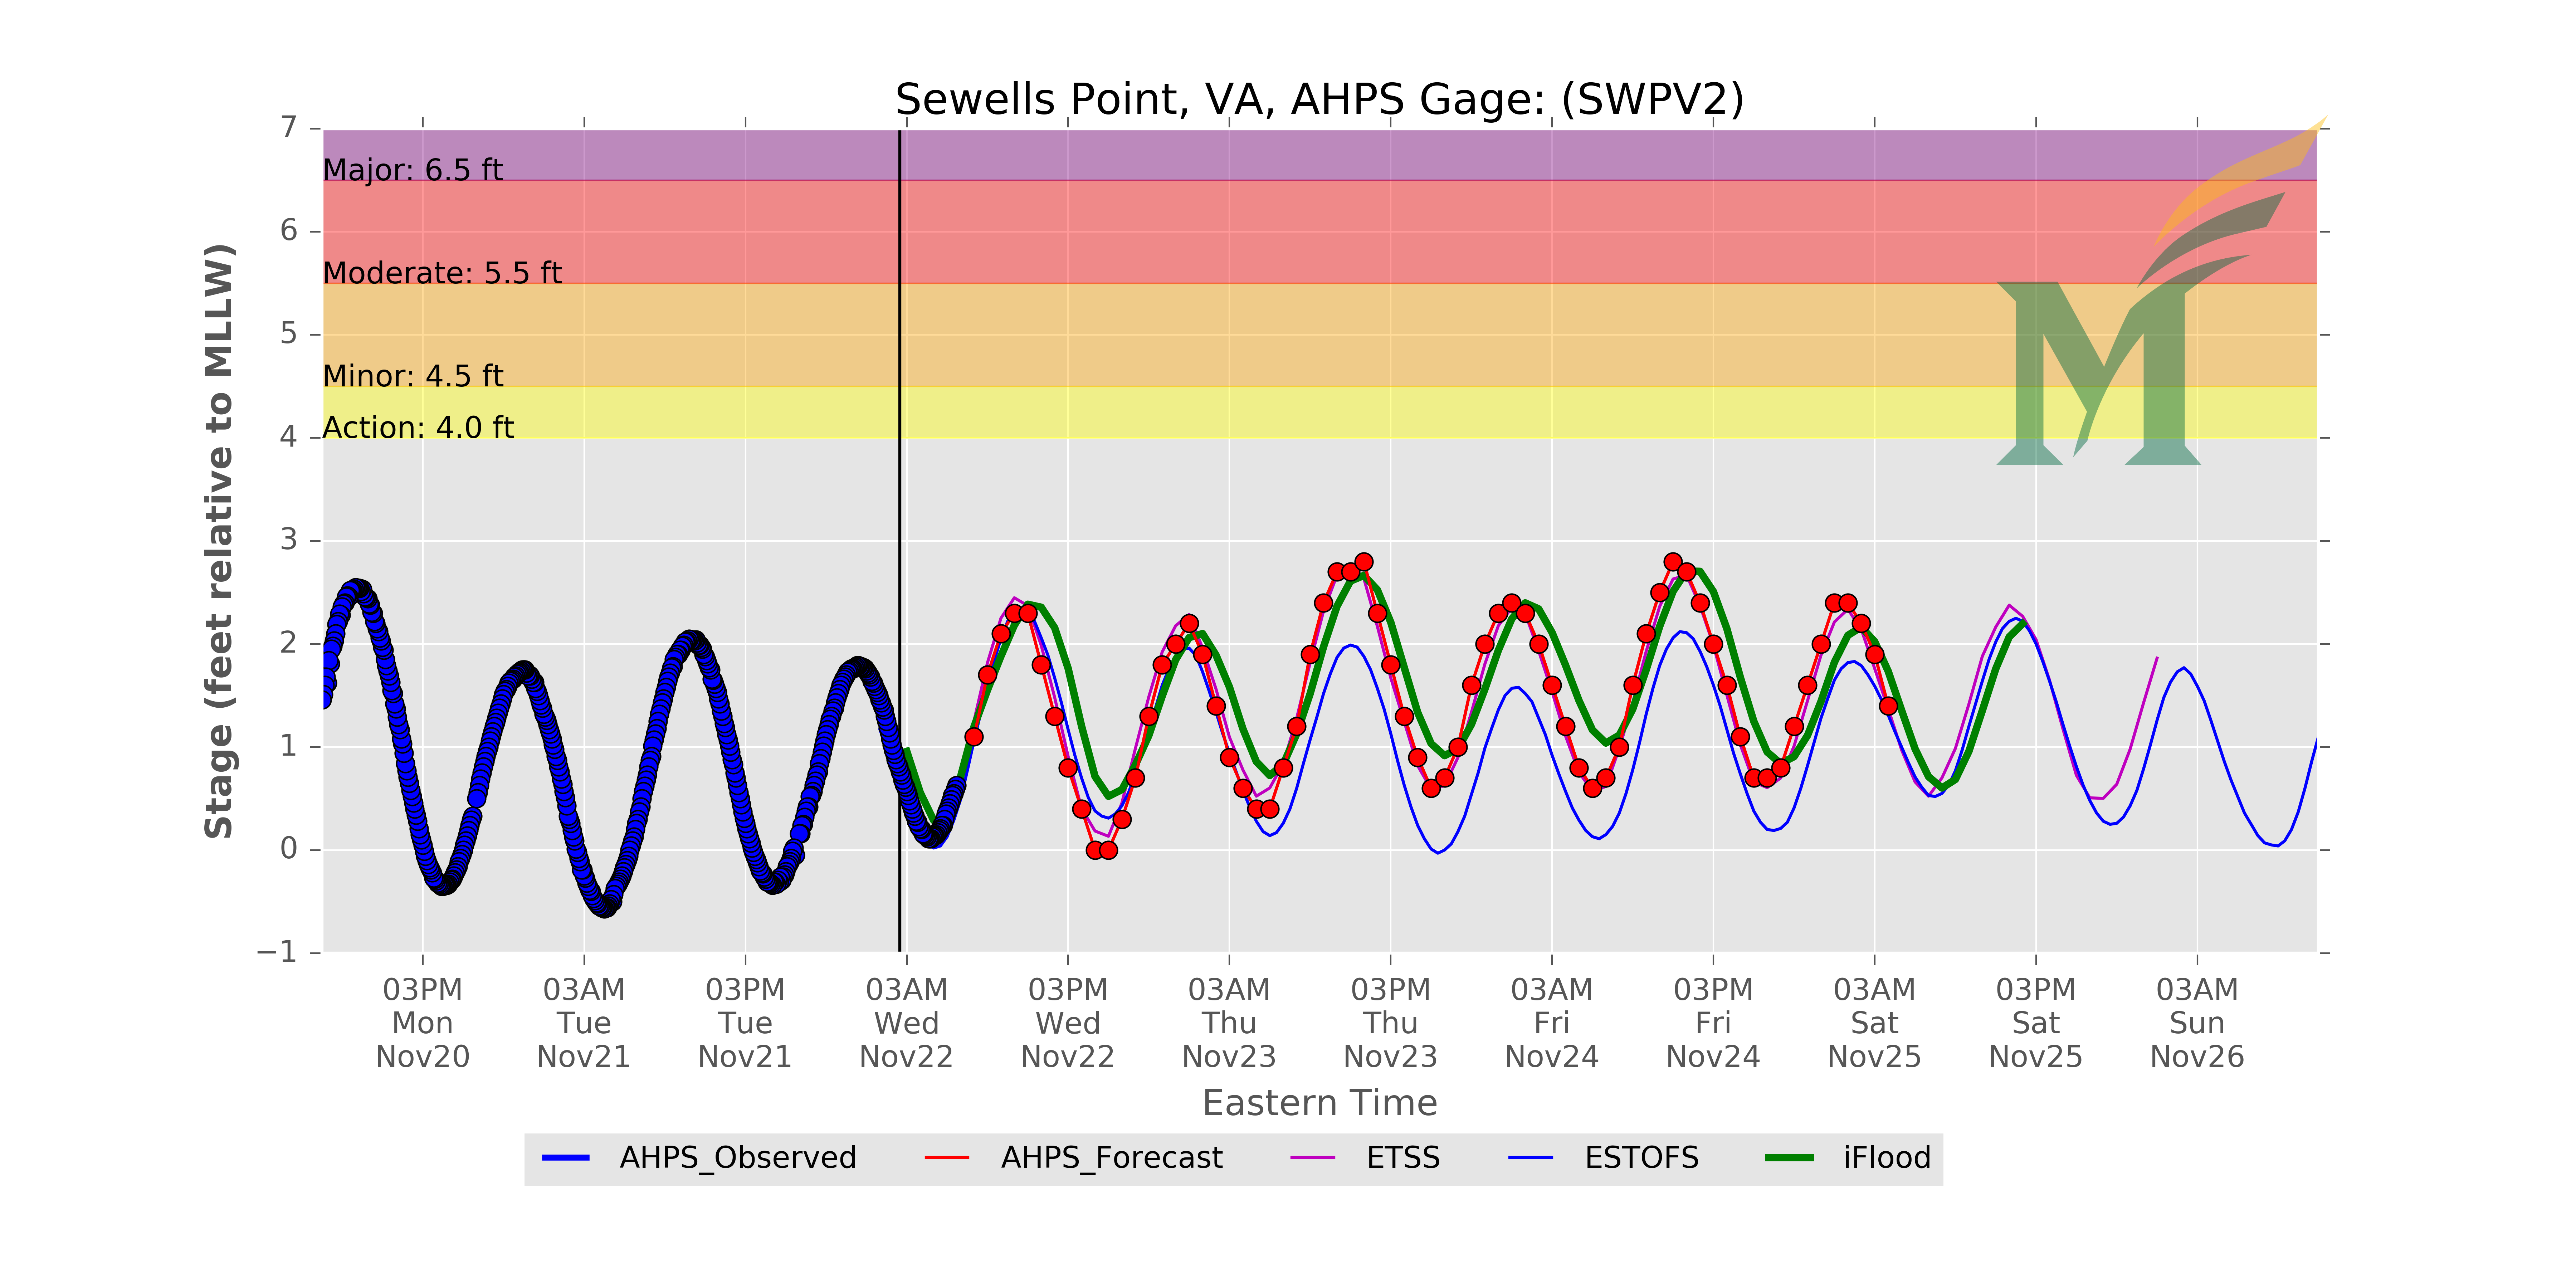 Sewells Point, VA, AHPS Gage: (SWPV2)
Stage (feet relative to MLLW)
7
6
5
4
3
2
1
0
−1
Major: 6.5 ft
Moderate: 5.5 ft
Minor: 4.5 ft
Action: 4.0 ft
M
03PM 03AM 03PM 03AM 03PM 03AM 03PM 03AM 03PM 03AM 03PM 03AM
Mon Tue Tue Wed Wed Thu Thu Fri Fri Sat Sat Sun
Nov20 Nov21 Nov21 Nov22 Nov22 Nov23 Nov23 Nov24 Nov24 Nov25 Nov25 Nov26
Eastern Time
AHPS_Observed AHPS_Forecast ETSS ESTOFS iFlood